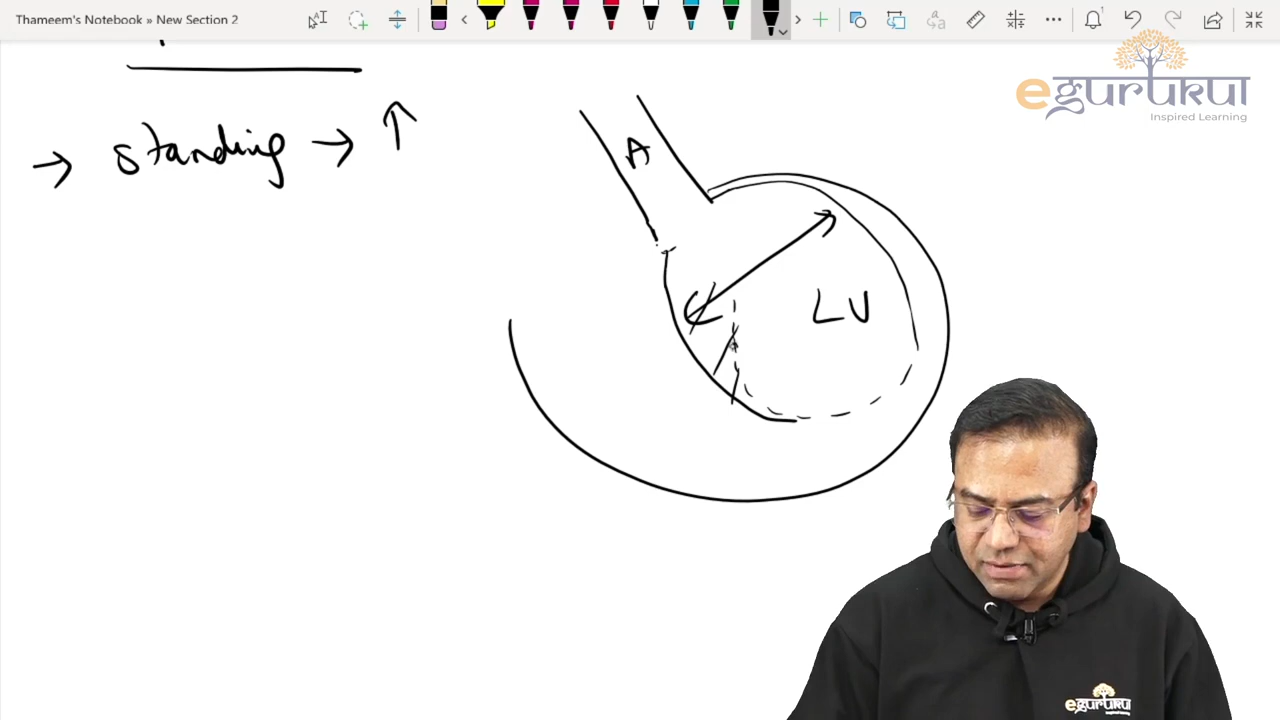 Thameem's Notebook » New Section 2
egurukul
Inspired Learning
→ standing → ↑
A
LV
egurukul